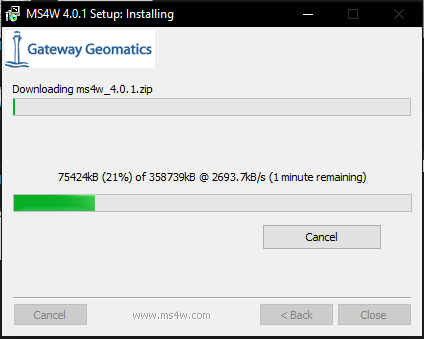 MS4W 4.0.1 Setup: Installing
Gateway Geomatics
Downloading ms4w_4.0.1.zip
75424kB (21%) of 358739kB @ 2693.7kB/s (1 minute remaining)
Cancel
Cancel www.ms4w.com < Back Close